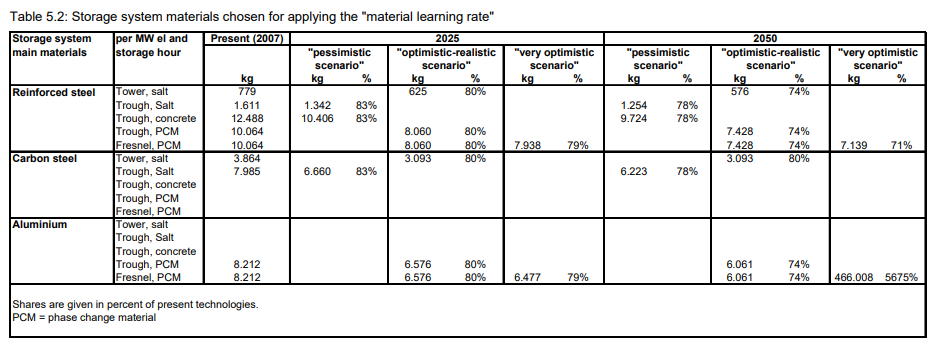 Table 5.2: Storage system materials chosen for applying the "material learning rate"
Storage system per MW el and Present (2007) 2025 2050
main materials storage hour "pessimistic "optimistic-realistic "very optimistic "pessimistic "optimistic-realistic "very optimistic
scenario" scenario" scenario" scenario" scenario" scenario"
kg kg % kg % kg % kg % kg % kg %
Reinforced steel Tower, salt 779 625 80% 576 74%
Trough, Salt 1.611 1.342 83% 1.254 78%
Trough, concrete 12.488 10.406 83% 9.724 78%
Trough, PCM 10.064 8.060 80% 7.428 74%
Fresnel, PCM 10.064 8.060 80% 7.938 79% 7.428 74% 7.139 71%
Carbon steel Tower, salt 3.864 3.093 80% 3.093 80%
Trough, Salt 7.985 6.660 83% 6.223 78%
Trough, concrete
Trough, PCM
Fresnel, PCM
Aluminium Tower, salt
Trough, Salt
Trough, concrete
Trough, PCM 8.212 6.576 80% 6.061 74%
Fresnel, PCM 8.212 6.576 80% 6.477 79% 6.061 74% 466.008 5675%
Shares are given in percent of present technologies.
PCM = phase change material